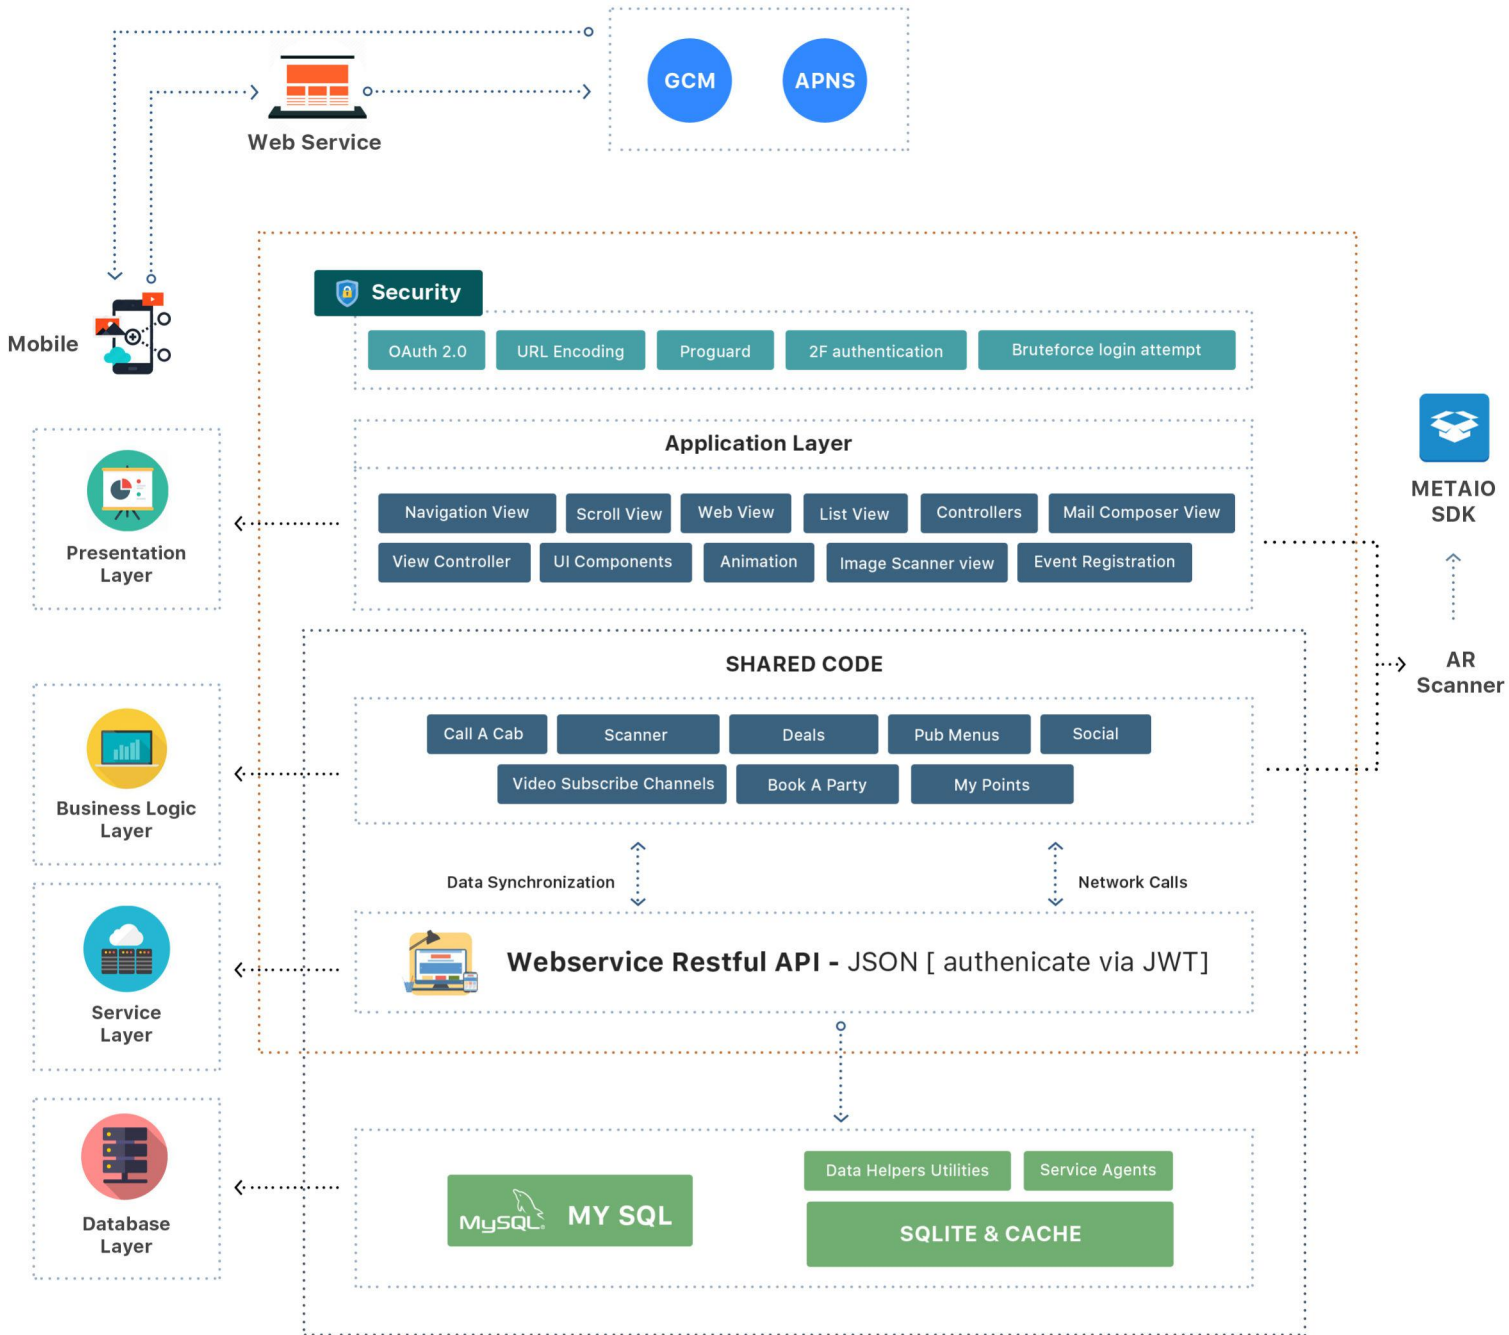 GCM
APNS
Web Service
Mobile
Security
OAuth 2.0
URL Encoding
Proguard
2F authentication
Bruteforce login attempt
Application Layer
Navigation View
Scroll View
Web View
List View
Controllers
Mail Composer View
View Controller
UI Components
Animation
Image Scanner view
Event Registration
Presentation
Layer
METAIO
SDK
AR
Scanner
SHARED CODE
Call A Cab
Scanner
Deals
Pub Menus
Social
Video Subscribe Channels
Book A Party
My Points
Business Logic
Layer
Data Synchronization
Network Calls
Webservice Restful API - JSON [ authenicate via JWT]
Service
Layer
Data Helpers Utilities
Service Agents
MySQL
MY SQL
SQLITE & CACHE
Database
Layer